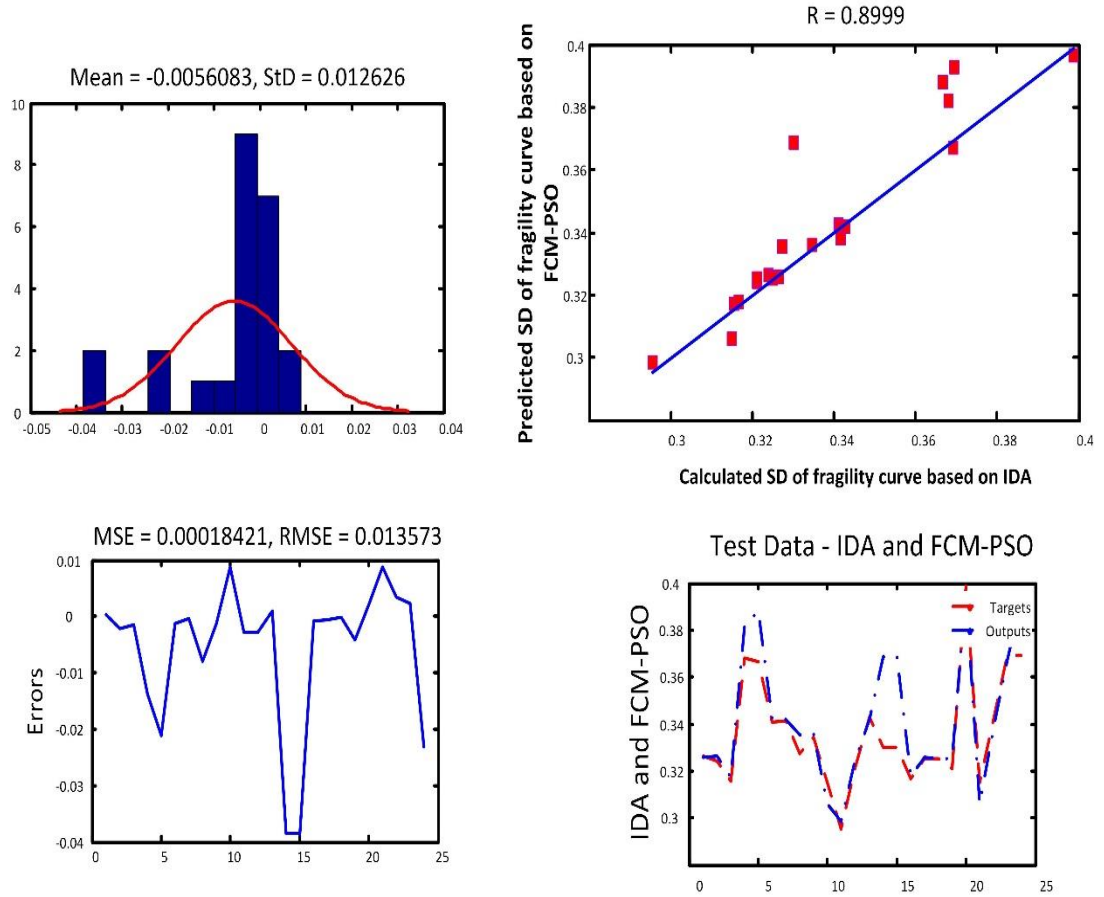 Mean = -0.0056083, StD = 0.012626
10
8
6
4
2
0
-0.05 -0.04 -0.03 -0.02 -0.01 0 0.01 0.02 0.03 0.04
R = 0.8999
Predicted SD of fragility curve based on
FCM-PSO
0.4
0.38
0.36
0.34
0.32
0.3
0.3 0.32 0.34 0.36 0.38 0.4
Calculated SD of fragility curve based on IDA
MSE = 0.00018421, RMSE = 0.013573
Errors
0.01
0
-0.01
-0.02
-0.03
-0.04
0 5 10 15 20 25
Test Data - IDA and FCM-PSO
IDA and FCM-PSO
0.4
0.38
0.36
0.34
0.32
0.3
Targets
Outputs
0 5 10 15 20 25